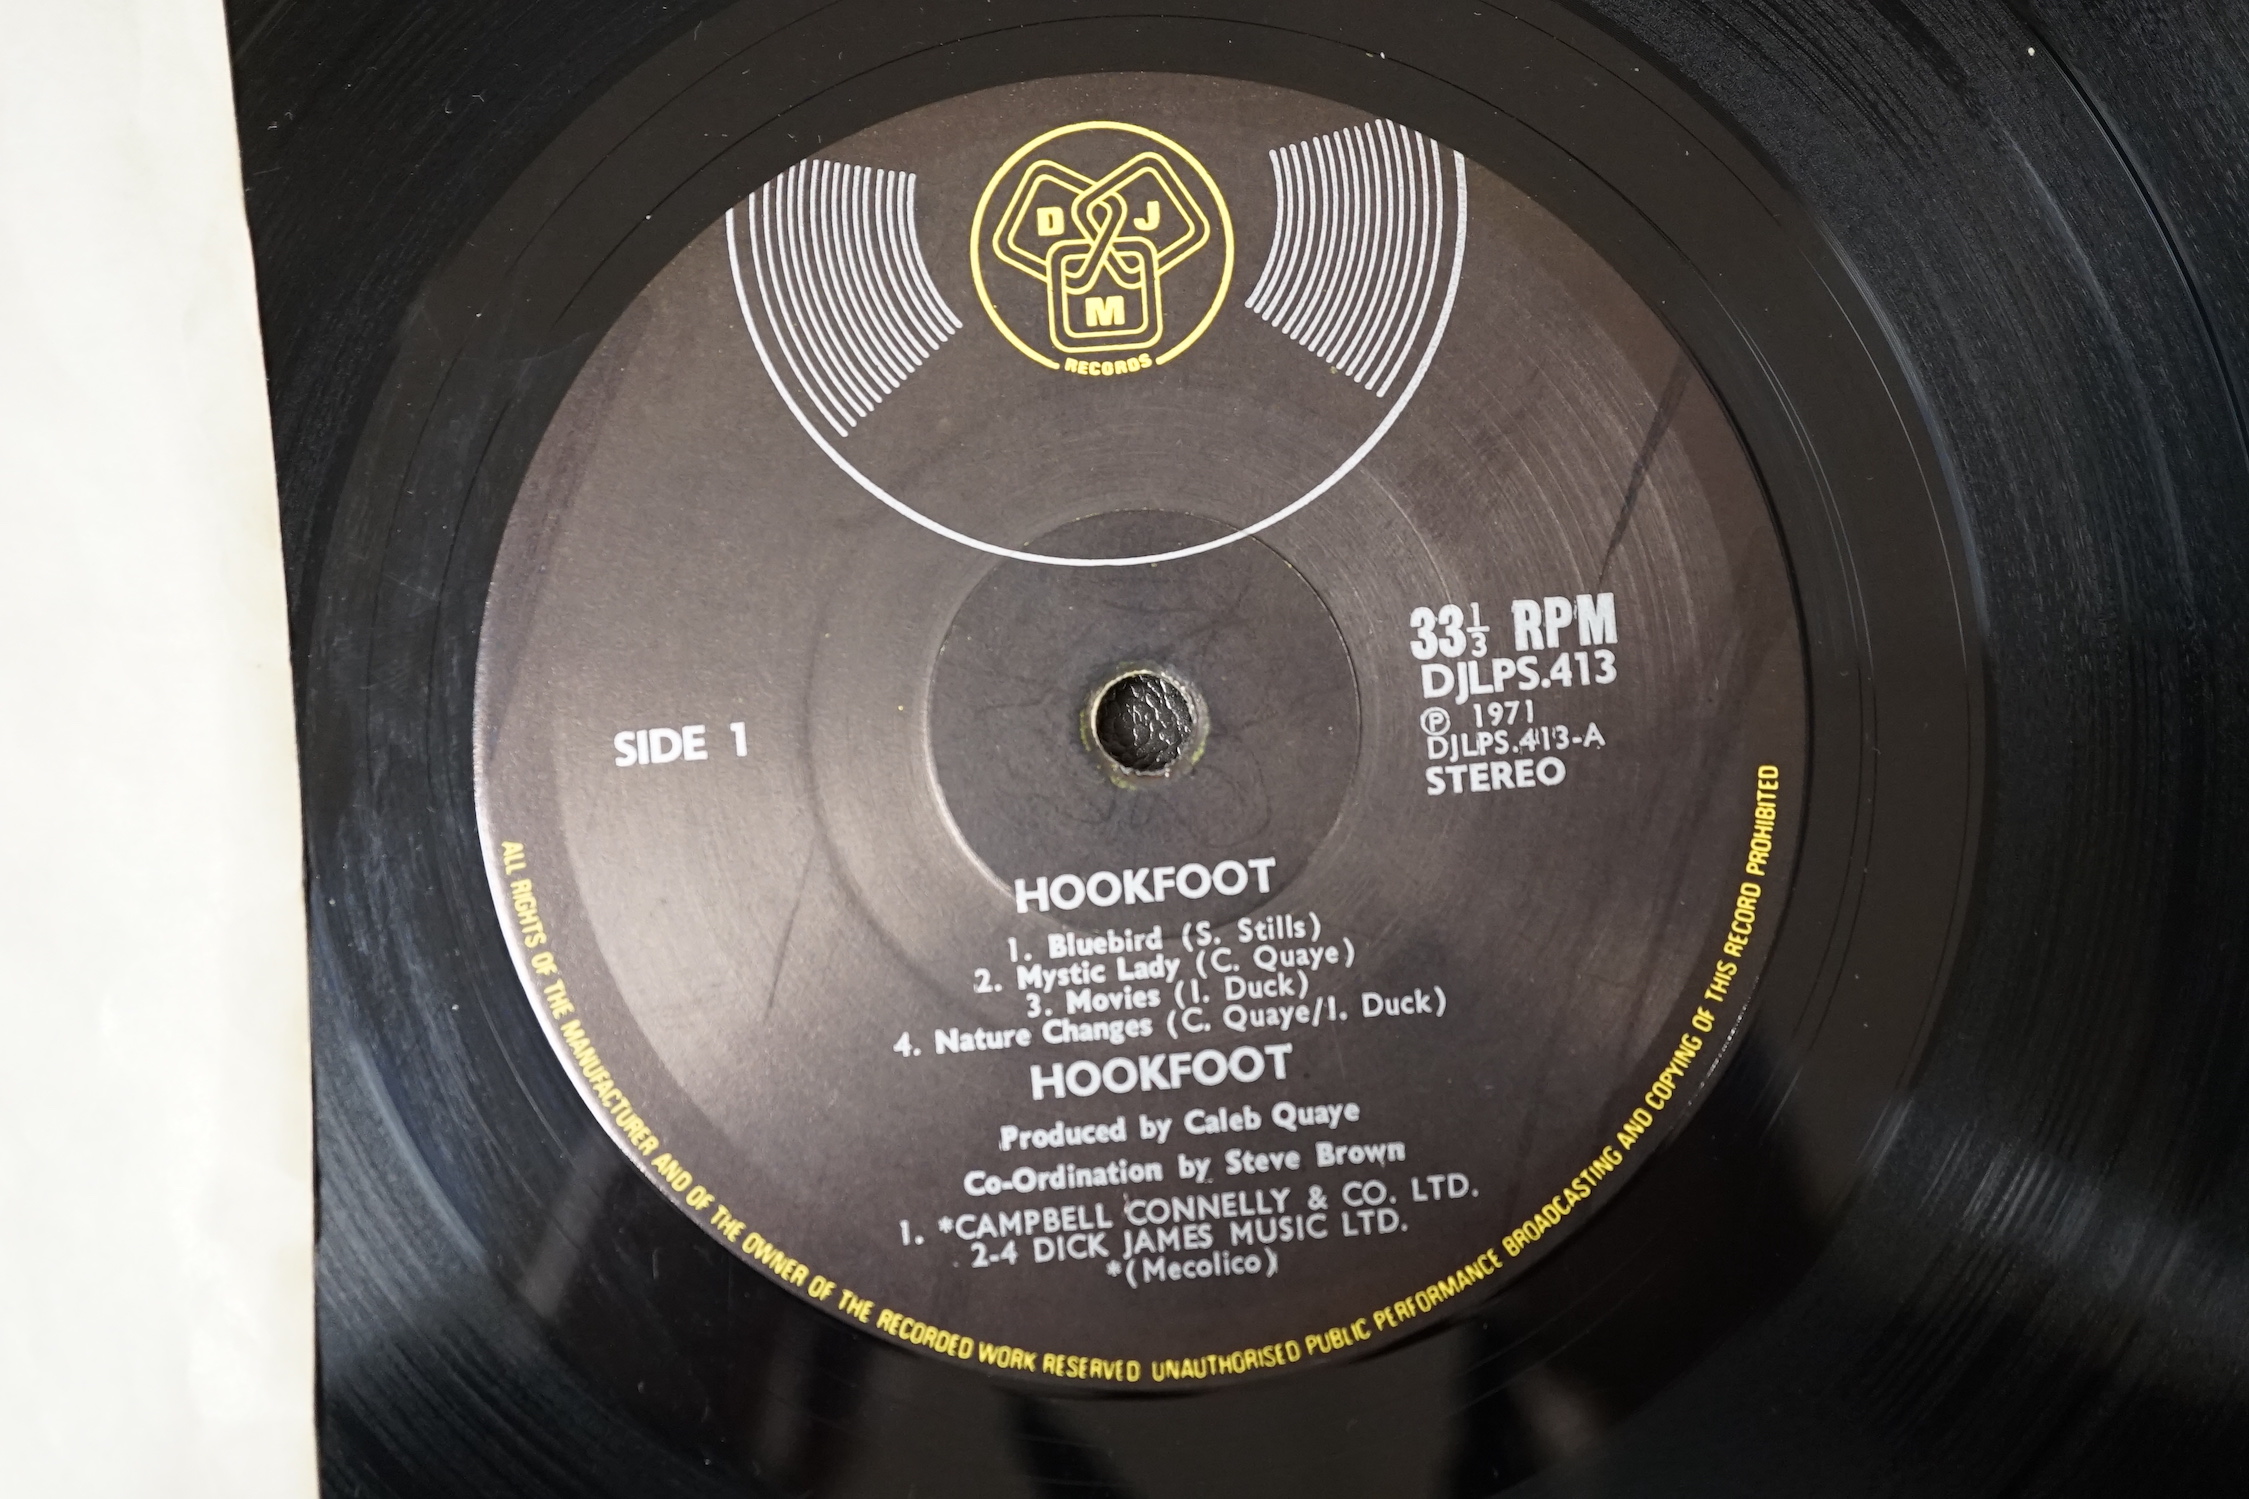 D J
M
RECORDS
33 1/3 RPM
DJLPS.413
Ⓟ 1971
DJLPS.413-A
STEREO
SIDE 1
HOOKFOOT
1. Bluebird (S. Stills)
2. Mystic Lady (C. Quaye)
3. Movies (I. Duck)
4. Nature Changes (C. Quaye/I. Duck)
HOOKFOOT
Produced by Caleb Quaye
Co-Ordination by Steve Brown
1. *CAMPBELL CONNELLY & CO. LTD.
2-4 DICK JAMES MUSIC LTD.
*(Mecolico)
ALL RIGHTS OF THE MANUFACTURER AND OF THE OWNER OF THE RECORDED WORK RESERVED UNAUTHORISED PUBLIC PERFORMANCE BROADCASTING AND COPYING OF THIS RECORD PROHIBITED